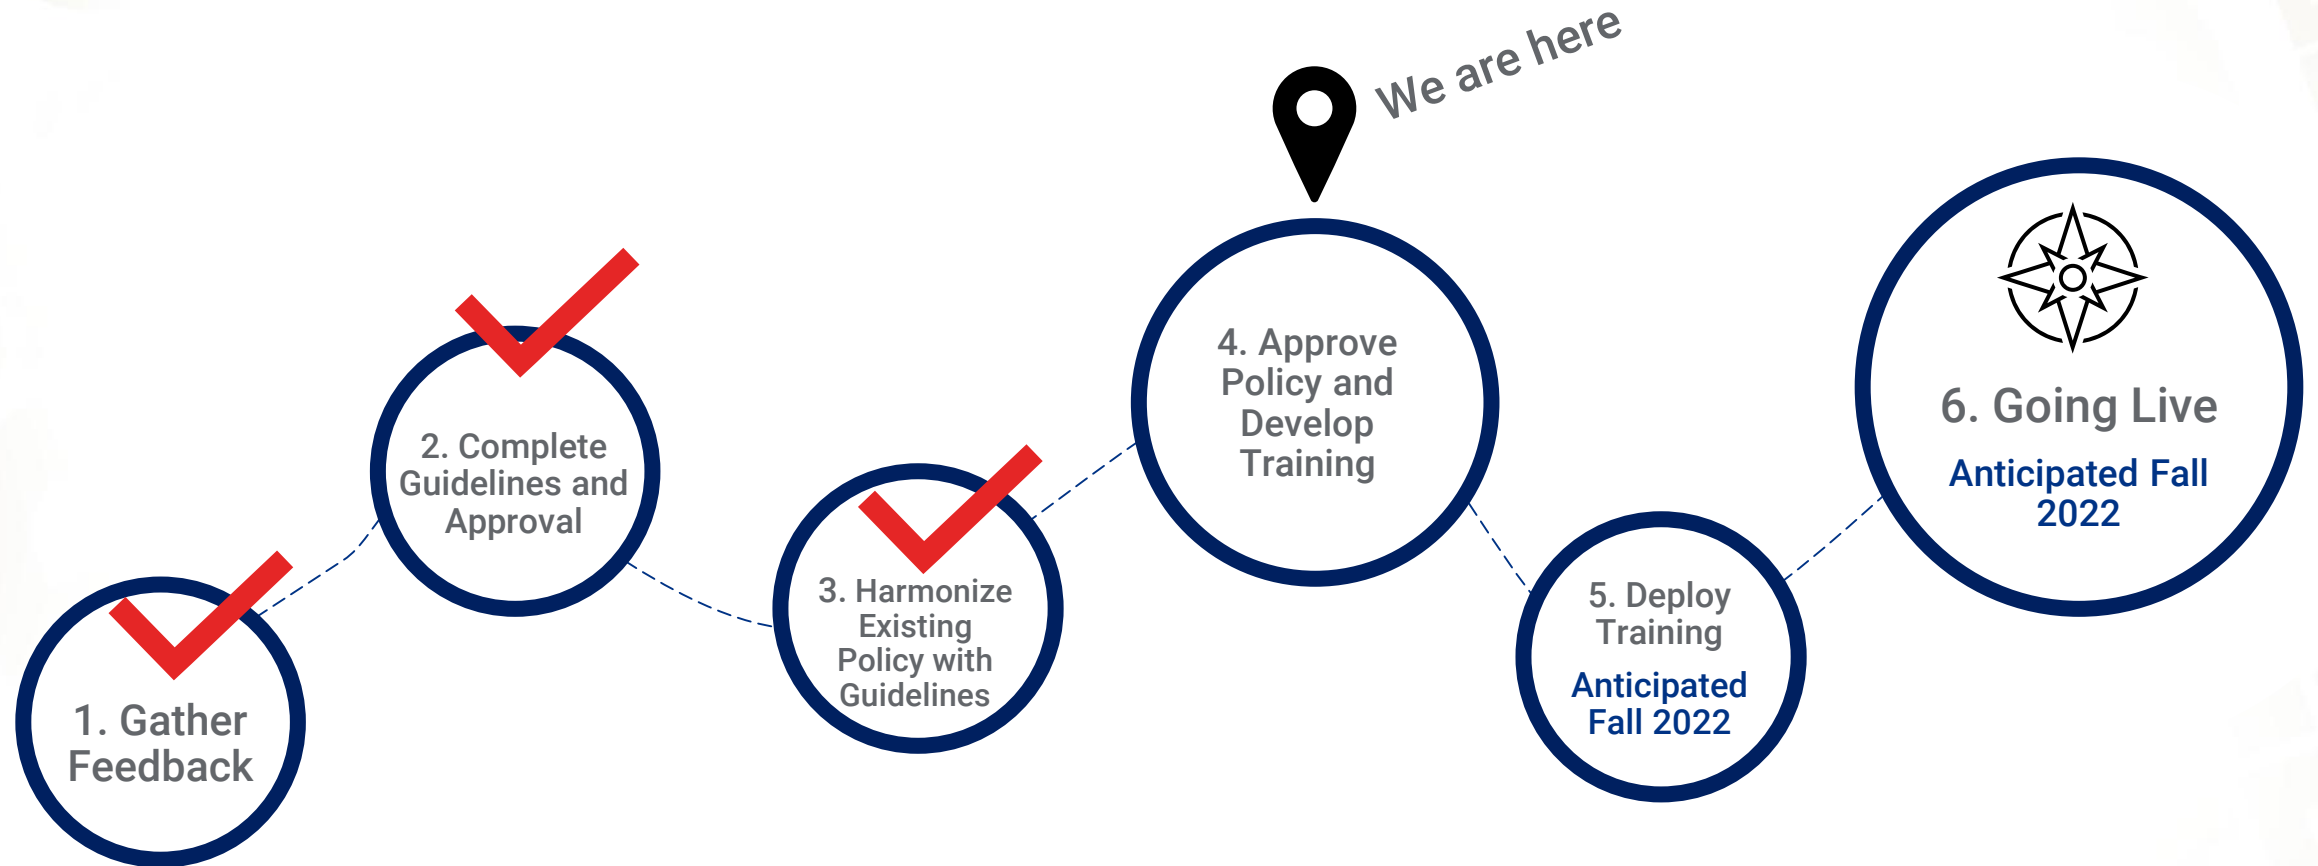 We are here
1. Gather
Feedback
2. Complete
Guidelines and
Approval
3. Harmonize
Existing
Policy with
Guidelines
4. Approve
Policy and
Develop
Training
5. Deploy
Training
Anticipated
Fall 2022
6. Going Live
Anticipated Fall
2022